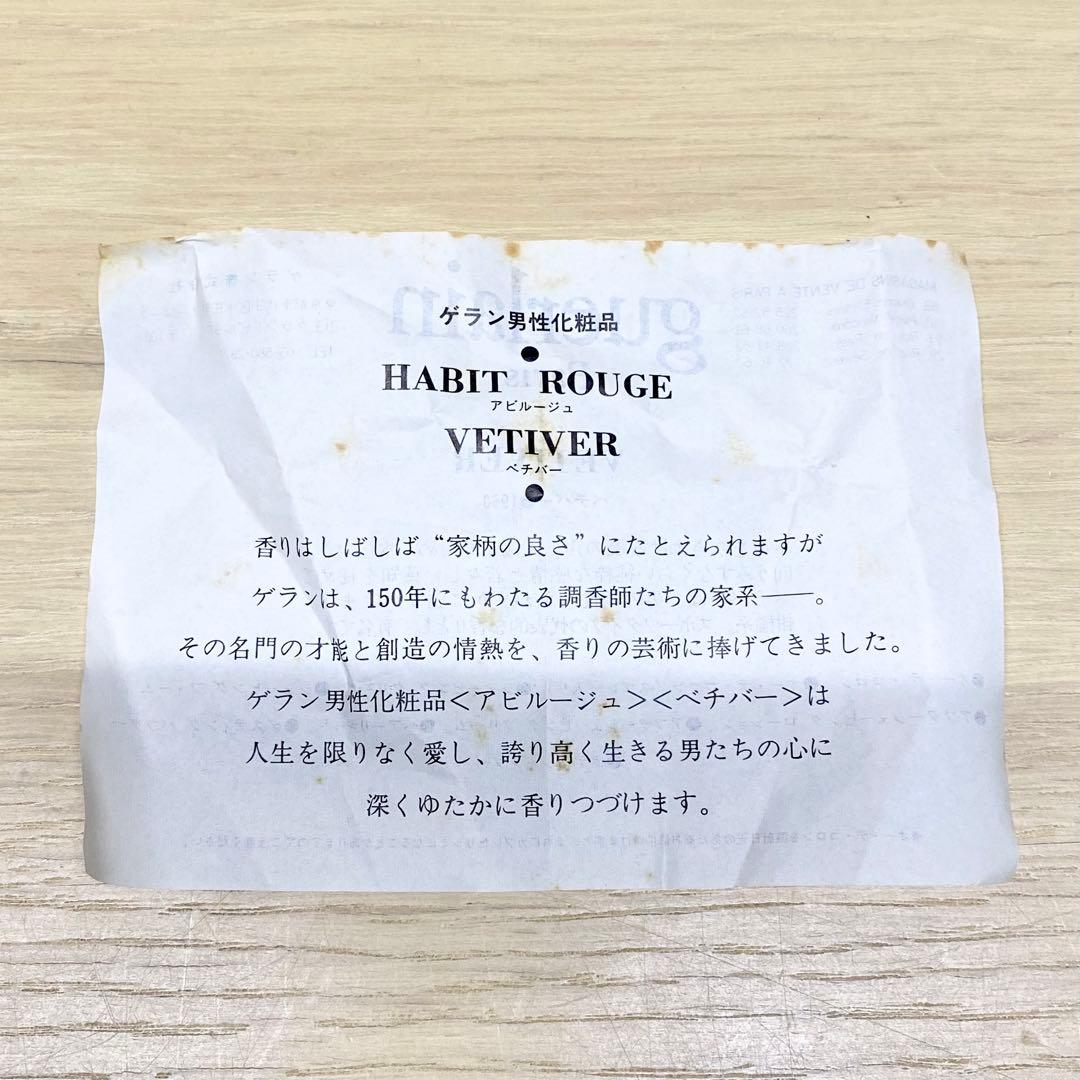 ゲラン男性化粧品
HABIT ROUGE
アビルージュ
VETIVER
ベチバー
香りはしばしば“家柄の良さ”にたとえられますが
ゲランは、150年にもわたる調香師たちの家系——。
その名門の才能と創造の情熱を、香りの芸術に捧げてきました。
ゲラン男性化粧品<アビルージュ><ベチバー>は
人生を限りなく愛し、誇り高く生きる男たちの心に
深くゆたかに香りつづけます。